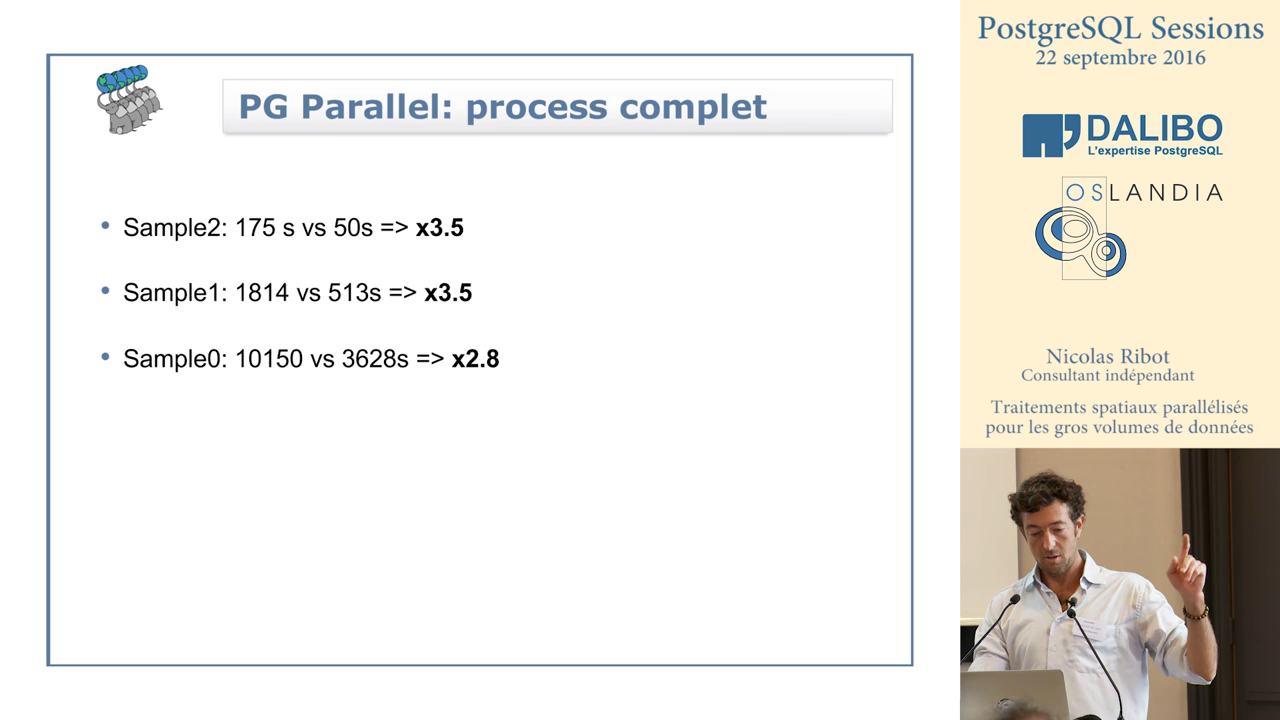 PG Parallel: process complet
• Sample2: 175 s vs 50s => x3.5
• Sample1: 1814 vs 513s => x3.5
• Sample0: 10150 vs 3628s => x2.8
PostgreSQL Sessions
22 septembre 2016
DALIBO
L'expertise PostgreSQL
OSLANDIA
Nicolas Ribot
Consultant indépendant
Traitements spatiaux parallélisés
pour les gros volumes de données